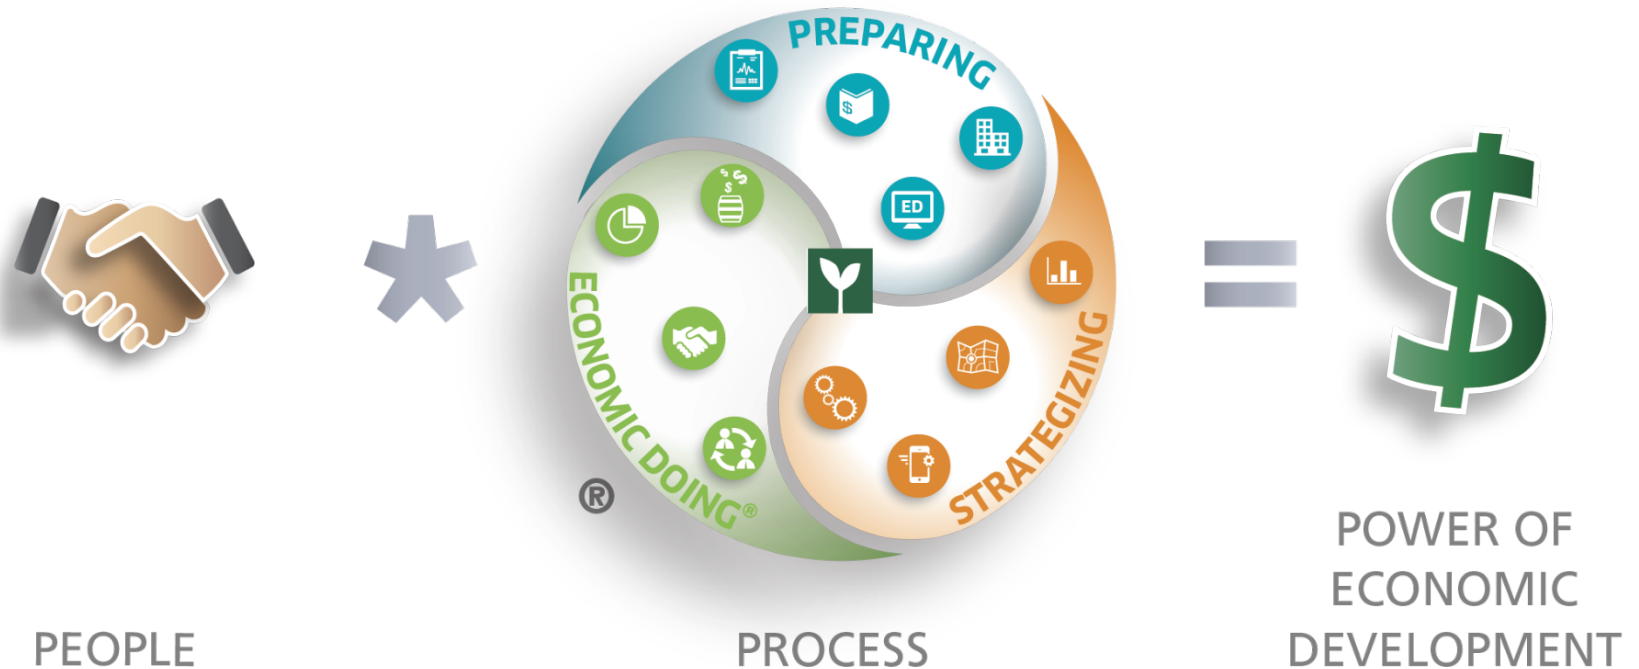 PREPARING
$
ED
$ $
$
ECONOMIC DOING®
STRATEGIZING
*
=
$
®
PEOPLE
PROCESS
POWER OF
ECONOMIC
DEVELOPMENT